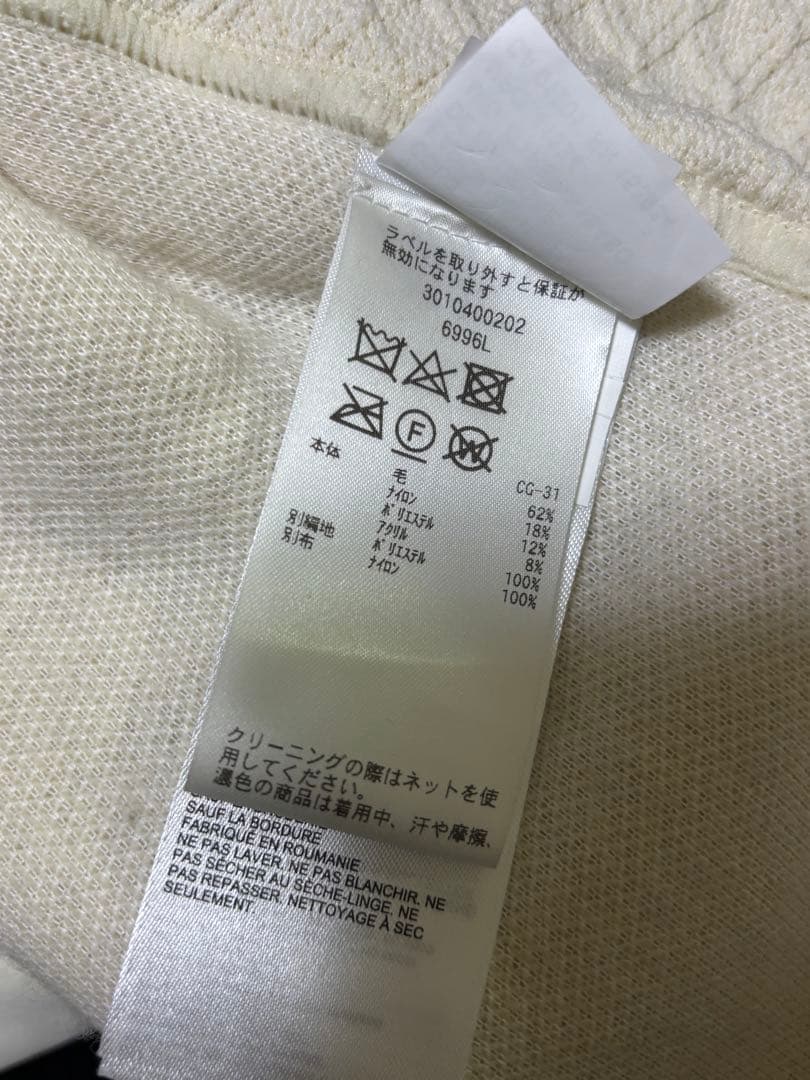 ラベルを取り外すと保証が
無効になります
3010400202
6996L
F
W
CG-31
本体 毛 62%
ナイロン 18%
ポリエステル 12%
アクリル 8%
別編地 ポリエステル 100%
別布 ナイロン 100%
クリーニングの際はネットを使
用してください。
濃色の商品は着用中、汗や摩擦、
SAUF LA BORDURE
FABRIQUÉ EN ROUMANIE
NE PAS LAVER. NE PAS BLANCHIR. NE
PAS SÉCHER AU SÈCHE-LINGE. NE
PAS REPASSER. NETTOYAGE À SEC
SEULEMENT.